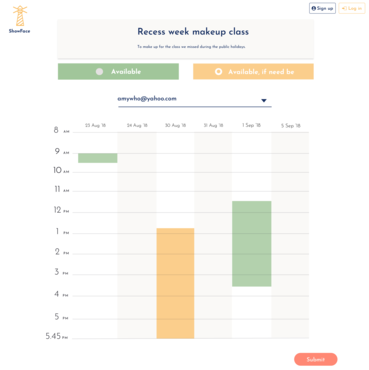 Sign up
Log in
ShowFase
Recess week makeup class
To make up for the class we missed during the public holidays
Available
Available, if need be
amywho@yahoo.com
23 Aug '18 24 Aug '18 30 Aug '18 31 Aug '18 1 Sep '18 5 Sep '18
8 AM
9 AM
10 AM
11 AM
12 PM
1 PM
2 PM
3 PM
4 PM
5 PM
5.45 PM
Submit